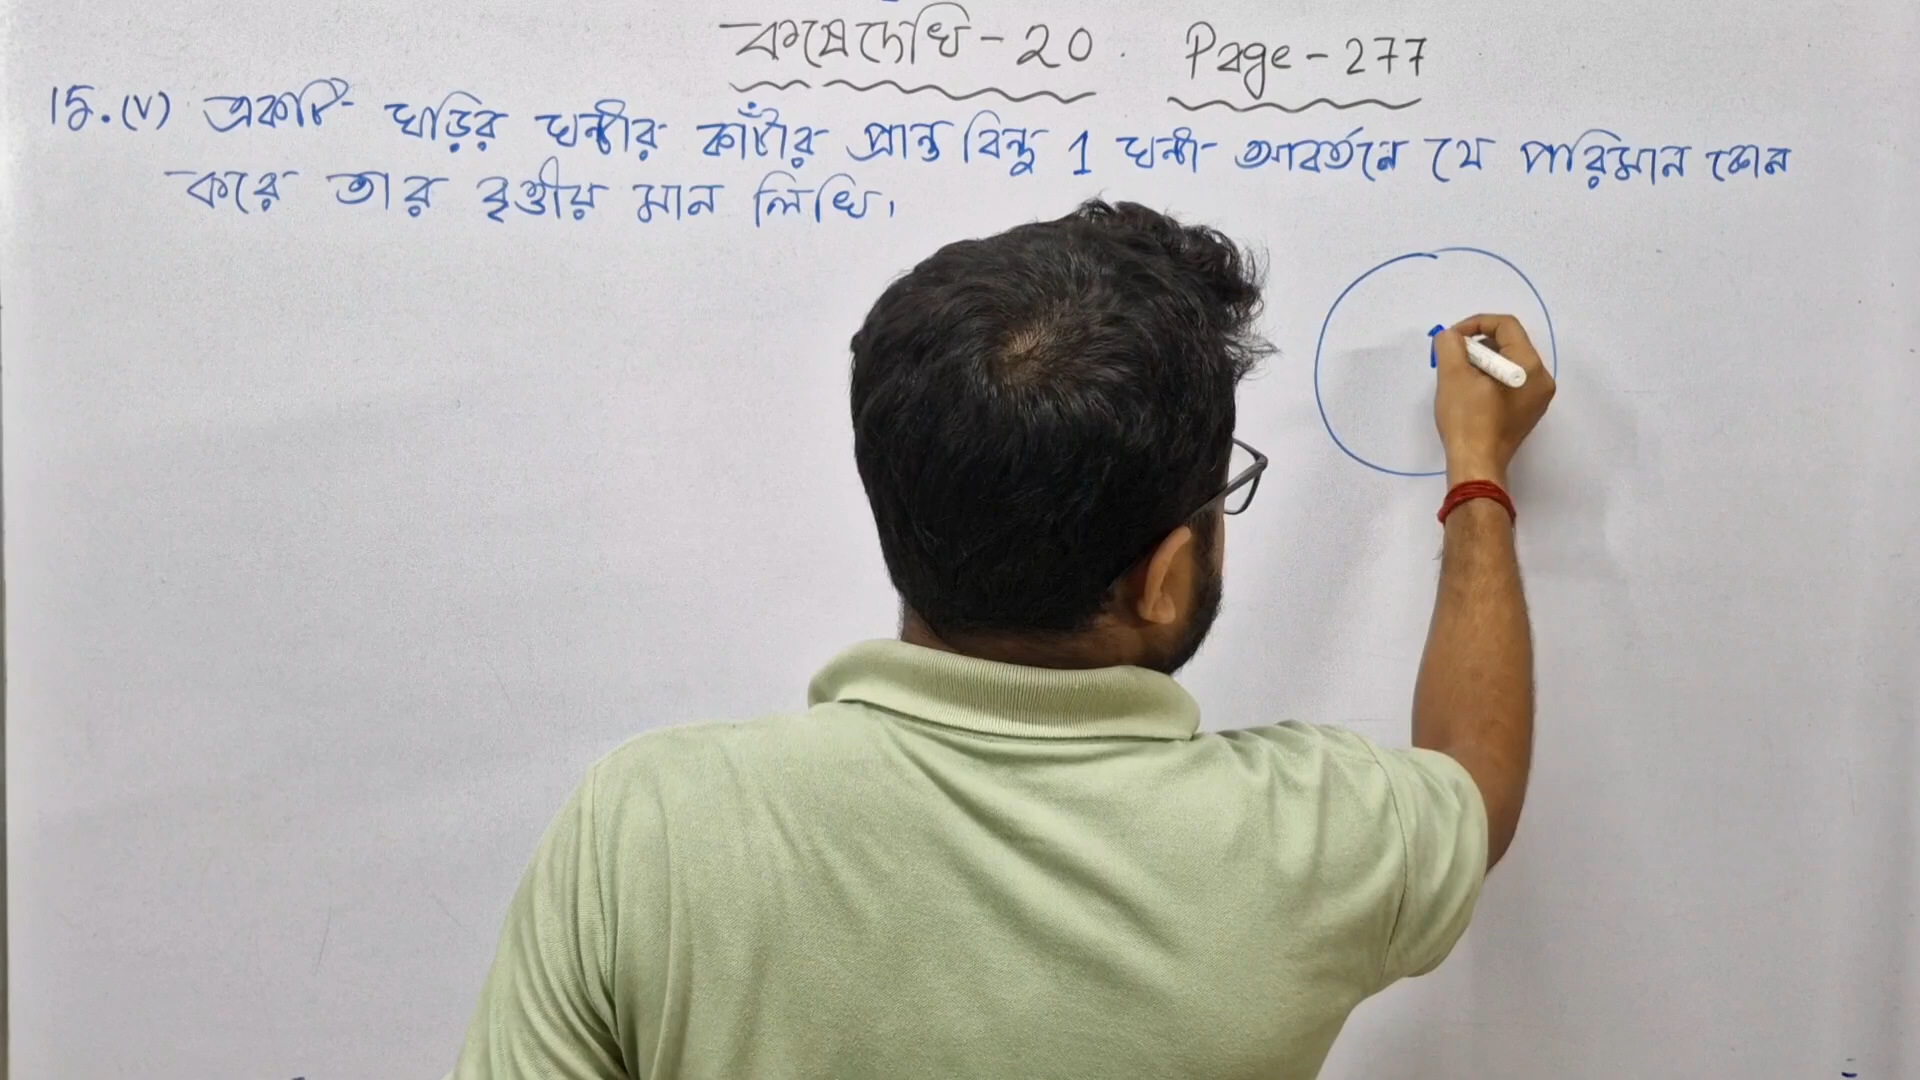 কষে দেখি - 20. Page - 277
15. (V) একটি ঘড়ির ঘন্টার কাঁটার প্রান্ত বিন্দু 1 ঘন্টা আবর্তনে যে পরিমান কোন
করে তার বৃত্তীয় মান লিখি।